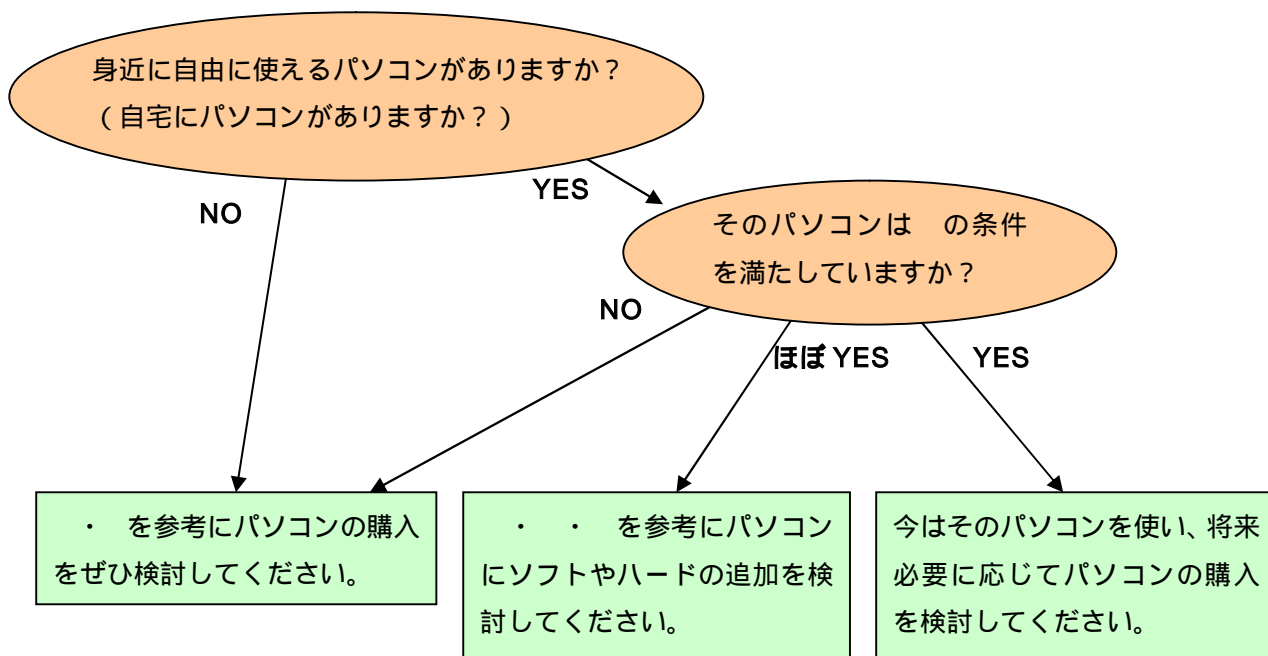 身近に自由に使えるパソコンがありますか？
（自宅にパソコンがありますか？）
NO
YES
そのパソコンは　の条件
を満たしていますか？
NO
ほぼ YES
YES
・　を参考にパソコンの購入
をぜひ検討してください。
・　・　を参考にパソコン
にソフトやハードの追加を検
討してください。
今はそのパソコンを使い、将来
必要に応じてパソコンの購入
を検討してください。